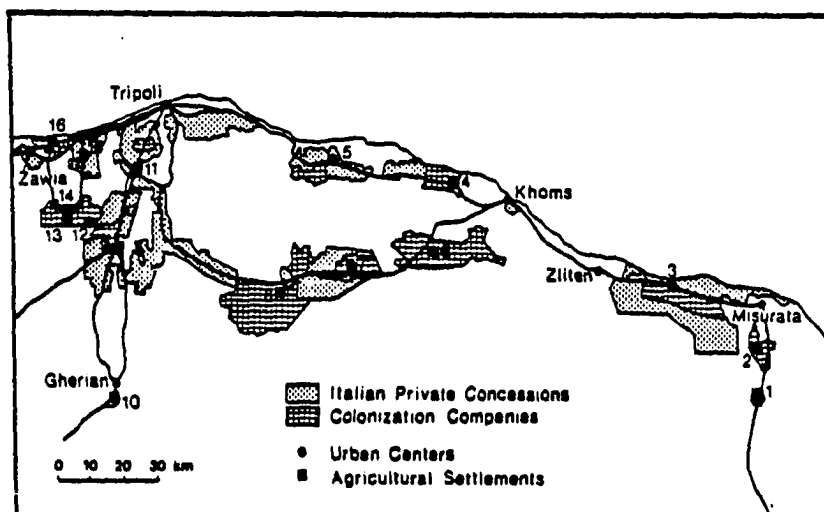 Tripoli
16
5
11
Zawia
4
Khoms
14
13 12
Zliten
3
Misurata
2
Gherian
1
10
Italian Private Concessions
Colonization Companies
Urban Centers
Agricultural Settlements
0 10 20 30 km